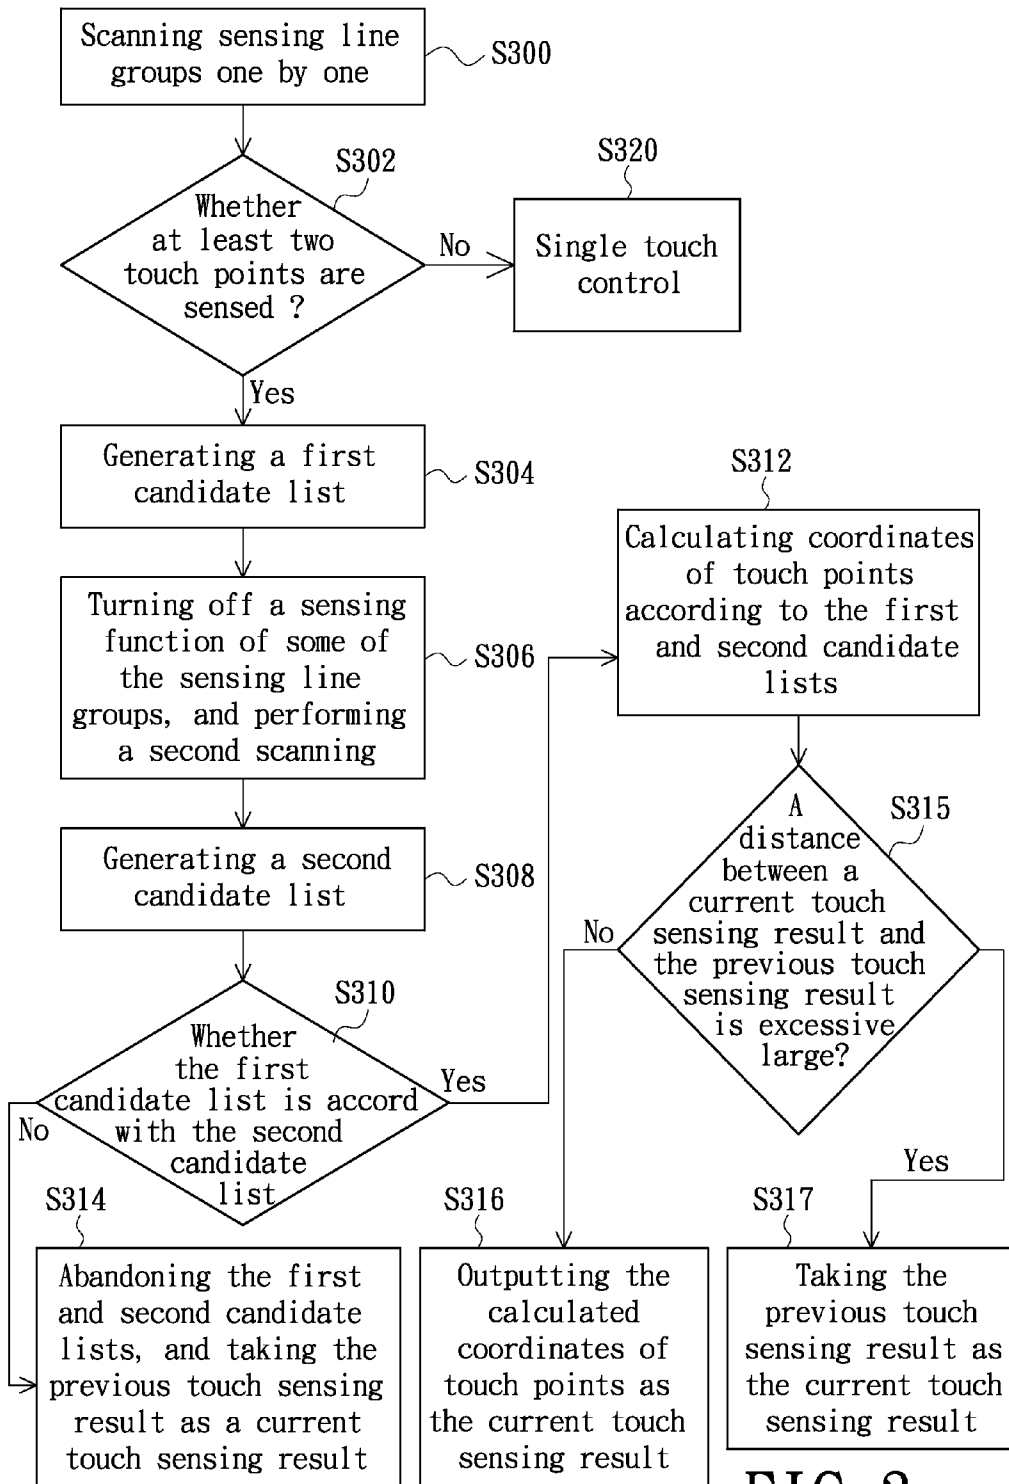 Scanning sensing line
groups one by one
S300
S302
Whether
at least two
touch points are
sensed ?
No
S320
Single touch
control
Yes
Generating a first
candidate list
S304
Turning off a sensing
function of some of
the sensing line
groups, and performing
a second scanning
S306
Generating a second
candidate list
S308
S310
Whether
the first
candidate list is accord
with the second
candidate
list
Yes
No
S312
Calculating coordinates
of touch points
according to the first
and second candidate
lists
S315
A
distance
between a
current touch
sensing result and
the previous touch
sensing result
is excessive
large?
No
Yes
S314
Abandoning the first
and second candidate
lists, and taking the
previous touch sensing
result as a current
touch sensing result
S316
Outputting the
calculated
coordinates of
touch points as
the current touch
sensing result
S317
Taking the
previous touch
sensing result as
the current touch
sensing result